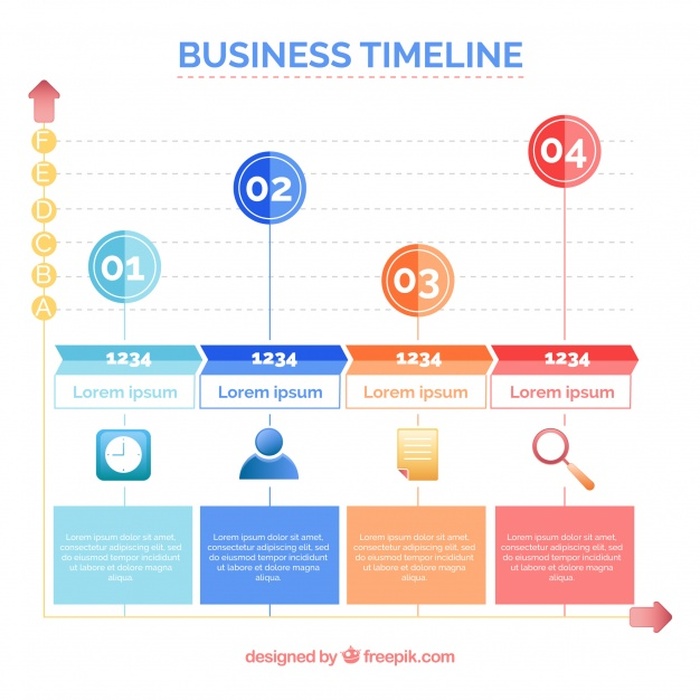 BUSINESS TIMELINE
F
E
D
C
B
A
01
02
03
04
1234
1234
1234
1234
Lorem ipsum
Lorem ipsum
Lorem ipsum
Lorem ipsum
Lorem ipsum dolor sit amet,
consectetur adipiscing elit, sed
do eiusmod tempor incididunt
ut labore et dolore magna
aliqua.
Lorem ipsum dolor sit amet,
consectetur adipiscing elit, sed
do eiusmod tempor incididunt
ut labore et dolore magna
aliqua.
Lorem ipsum dolor sit amet,
consectetur adipiscing elit, sed
do eiusmod tempor incididunt
ut labore et dolore magna
aliqua.
Lorem ipsum dolor sit amet,
consectetur adipiscing elit, sed
do eiusmod tempor incididunt
ut labore et dolore magna
aliqua.
designed by freepik.com